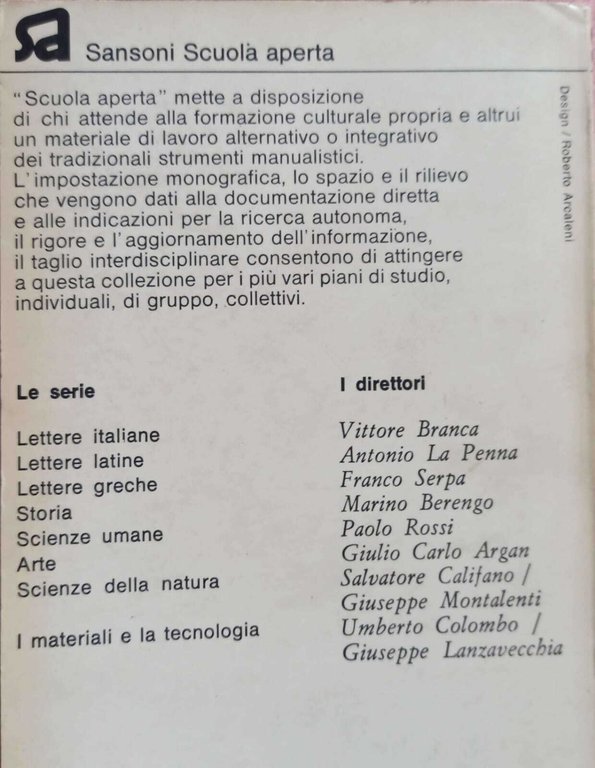 sa
Sansoni Scuola aperta
"Scuola aperta" mette a disposizione
di chi attende alla formazione culturale propria e altrui
un materiale di lavoro alternativo o integrativo
dei tradizionali strumenti manualistici.
L'impostazione monografica, lo spazio e il rilievo
che vengono dati alla documentazione diretta
e alle indicazioni per la ricerca autonoma,
il rigore e l'aggiornamento dell'informazione,
il taglio interdisciplinare consentono di attingere
a questa collezione per i più vari piani di studio,
individuali, di gruppo, collettivi.
Design / Roberto Arcaleni
Le serie
Lettere italiane
Lettere latine
Lettere greche
Storia
Scienze umane
Arte
Scienze della natura
I materiali e la tecnologia
I direttori
Vittore Branca
Antonio La Penna
Franco Serpa
Marino Berengo
Paolo Rossi
Giulio Carlo Argan
Salvatore Califano /
Giuseppe Montalenti
Umberto Colombo /
Giuseppe Lanzavecchia